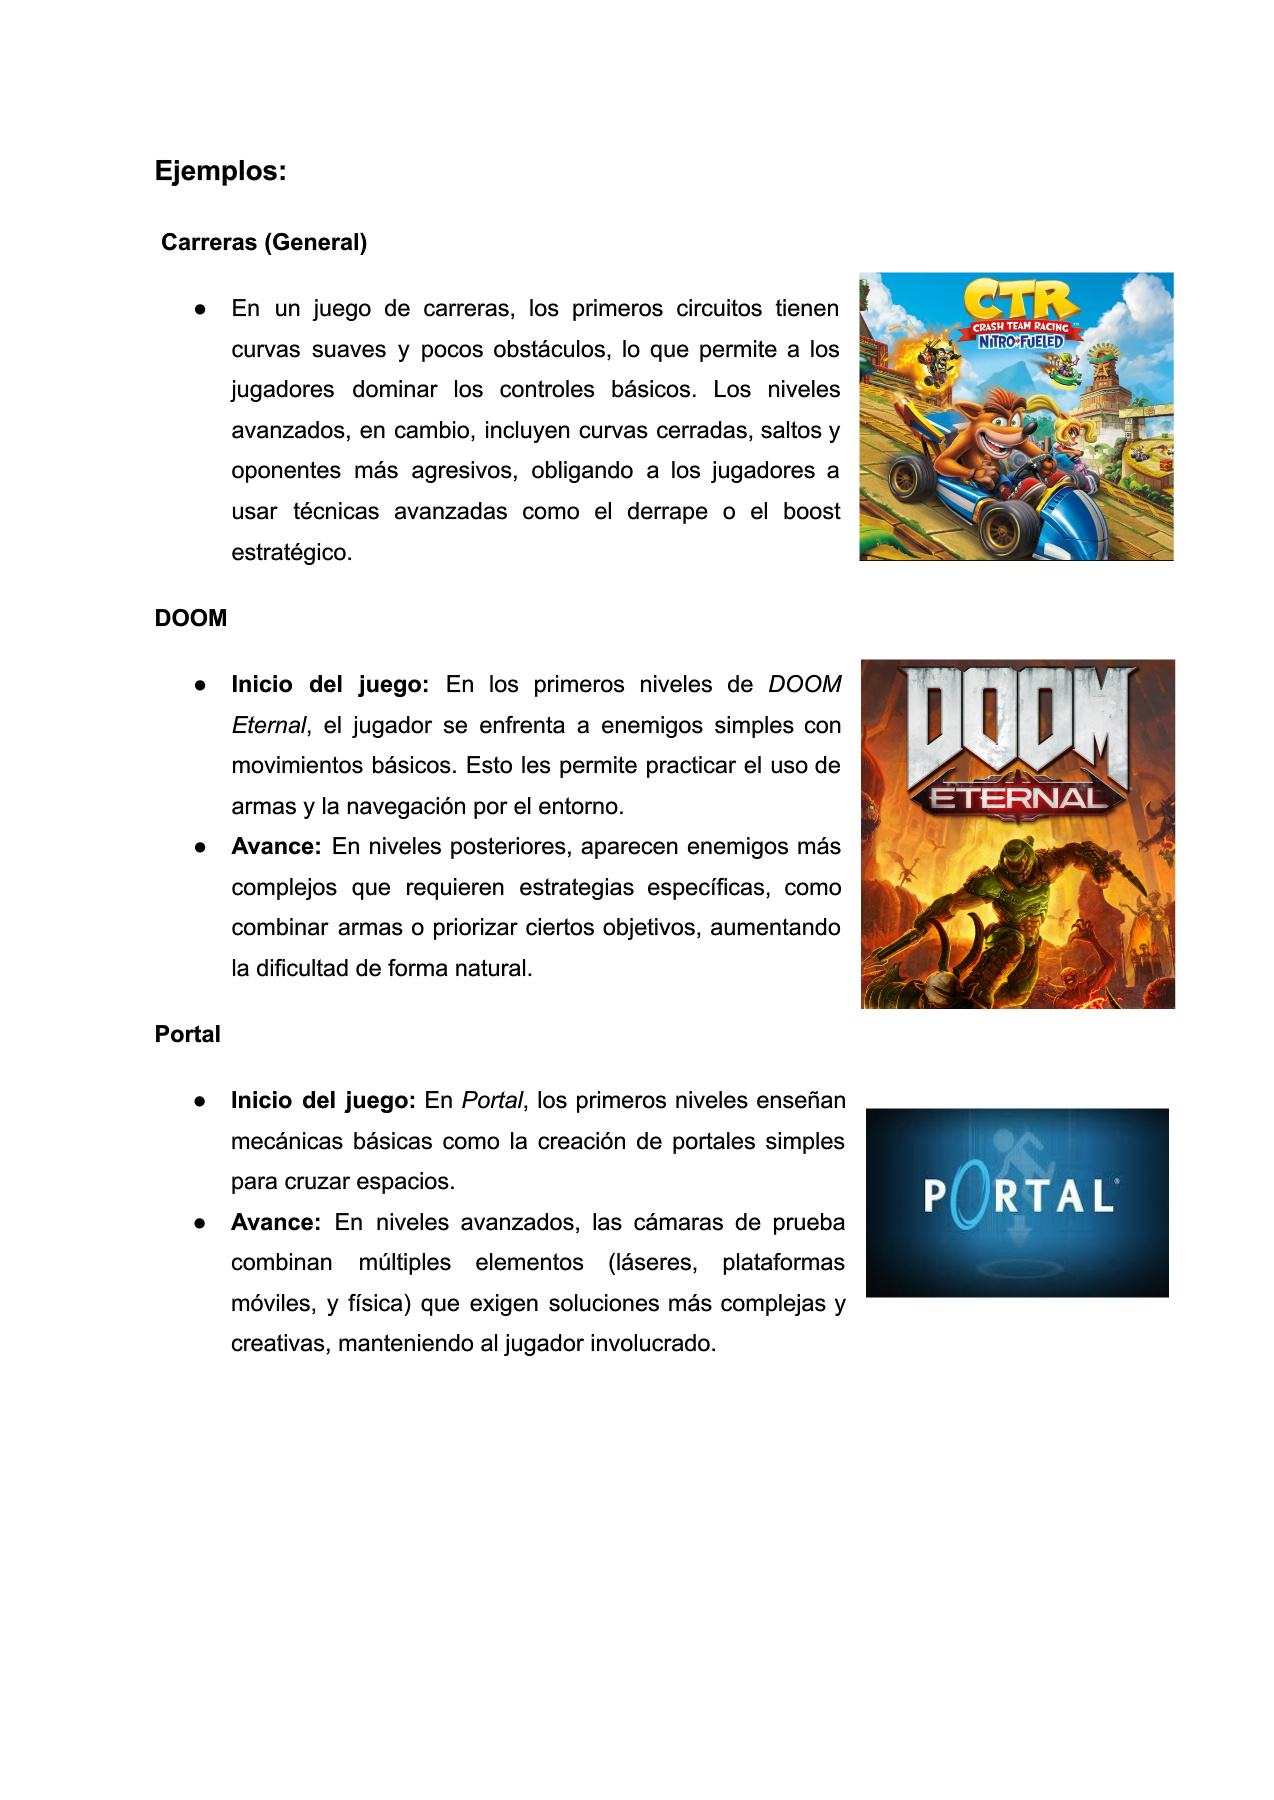 Ejemplos:
Carreras (General)
● En un juego de carreras, los primeros circuitos tienen
curvas suaves y pocos obstáculos, lo que permite a los
jugadores dominar los controles básicos. Los niveles
avanzados, en cambio, incluyen curvas cerradas, saltos y
oponentes más agresivos, obligando a los jugadores a
usar técnicas avanzadas como el derrape o el boost
estratégico.
CTR
CRASH TEAM RACING
NITRO-FUELED
DOOM
● Inicio del juego: En los primeros niveles de DOOM
Eternal, el jugador se enfrenta a enemigos simples con
movimientos básicos. Esto les permite practicar el uso de
armas y la navegación por el entorno.
● Avance: En niveles posteriores, aparecen enemigos más
complejos que requieren estrategias específicas, como
combinar armas o priorizar ciertos objetivos, aumentando
la dificultad de forma natural.
DOOM
ETERNAL
Portal
● Inicio del juego: En Portal, los primeros niveles enseñan
mecánicas básicas como la creación de portales simples
para cruzar espacios.
● Avance: En niveles avanzados, las cámaras de prueba
combinan múltiples elementos (láseres, plataformas
móviles, y física) que exigen soluciones más complejas y
creativas, manteniendo al jugador involucrado.
PORTAL